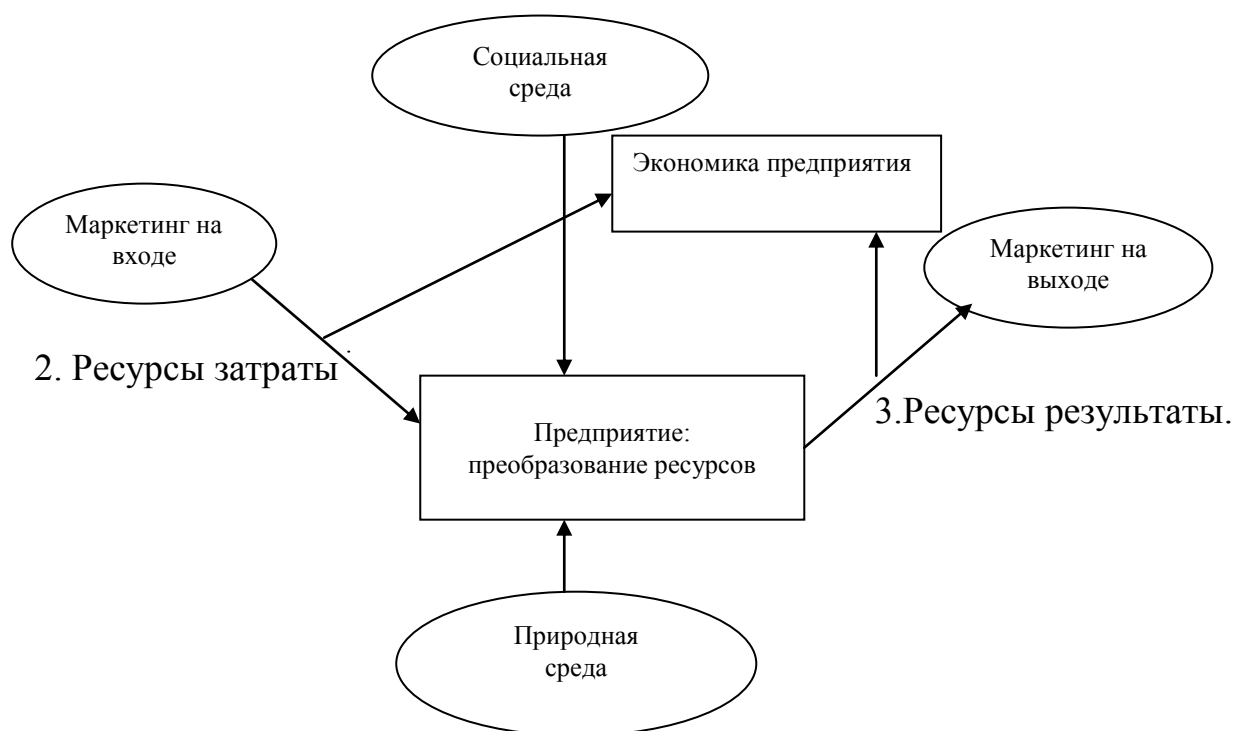 Социальная
среда
Экономика предприятия
Маркетинг на
входе
Маркетинг на
выходе
2. Ресурсы затраты
3.Ресурсы результаты.
Предприятие:
преобразование ресурсов
Природная
среда